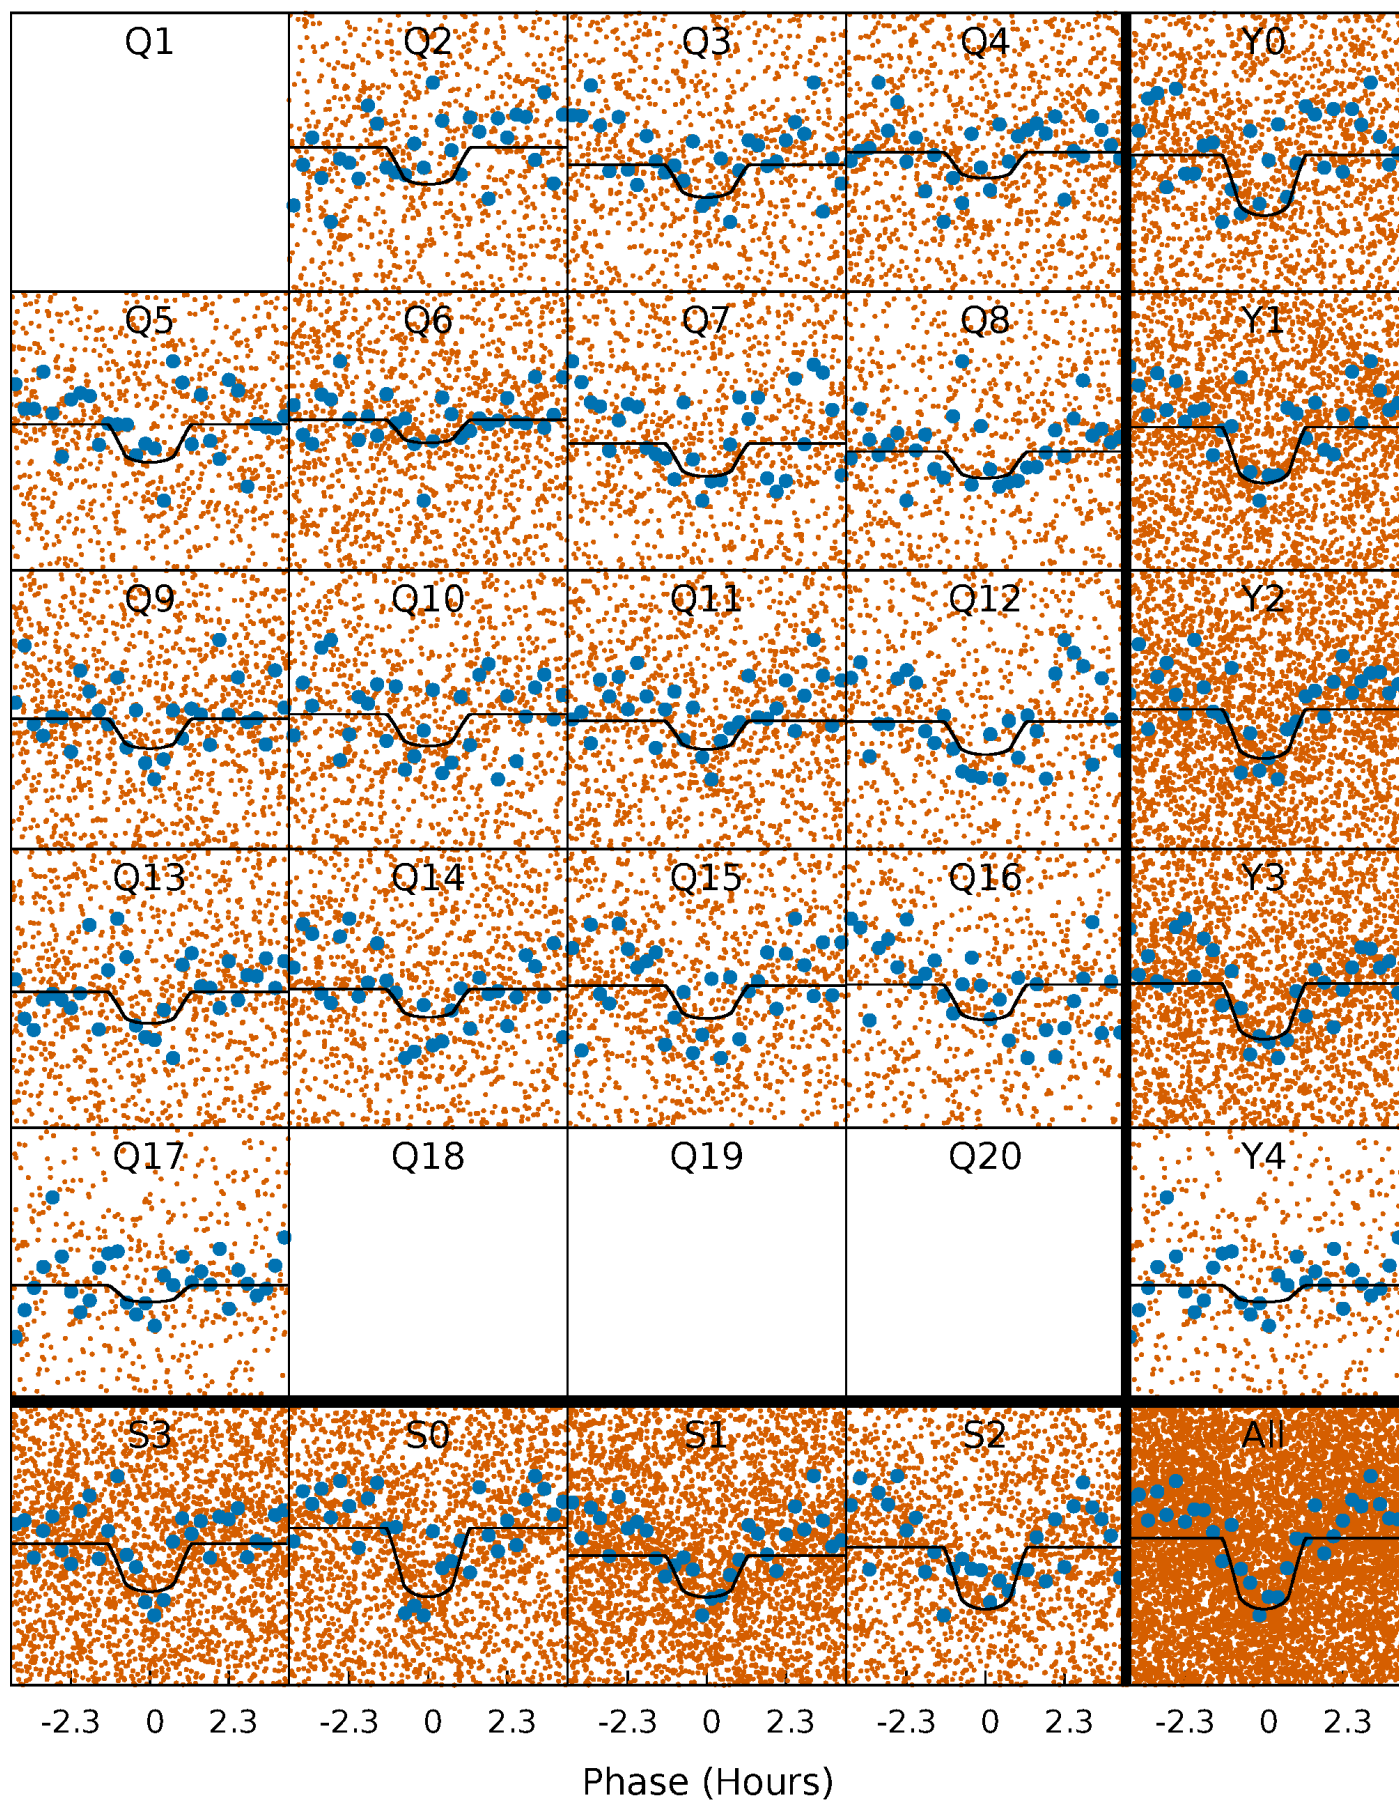 Q1 Q2 Q3 Q4 Y0
Q5 Q6 Q7 Q8 Y1
Q9 Q10 Q11 Q12 Y2
Q13 Q14 Q15 Q16 Y3
Q17 Q18 Q19 Q20 Y4
S3 S0 S1 S2 All
-2.3 0 2.3 -2.3 0 2.3 -2.3 0 2.3 -2.3 0 2.3 -2.3 0 2.3
Phase (Hours)